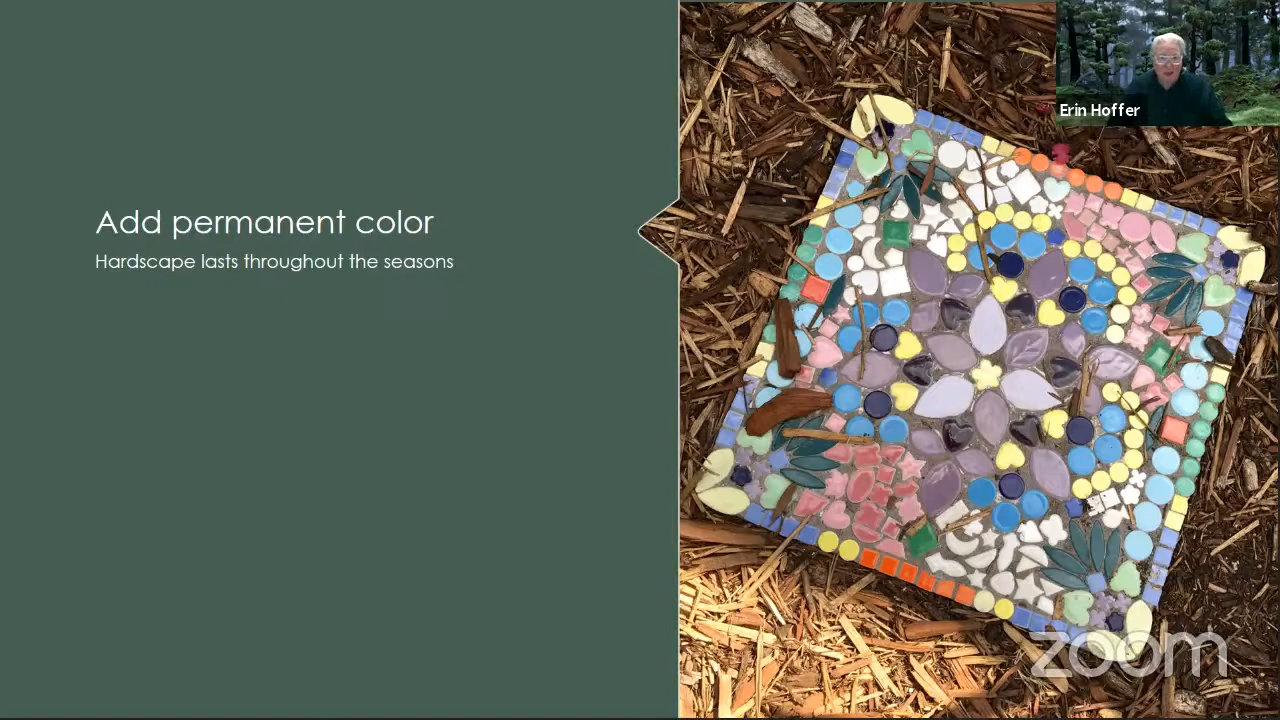 Add permanent color
Hardscape lasts throughout the seasons
Erin Hoffer
zoom